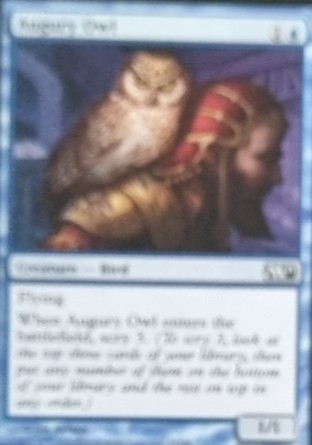 Augury Owl
1
Creature — Bird
Flying
When Augury Owl enters the
battlefield, scry 3. (To scry 3, look at
the top three cards of your library, then
put any number of them on the bottom
of your library and the rest on top in
any order.)
1/1